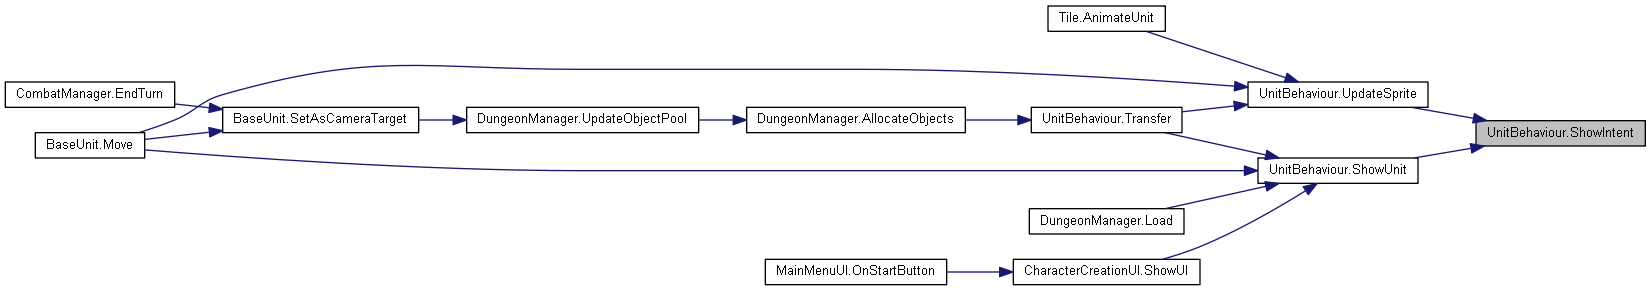 Tile.AnimateUnit
CombatManager.EndTurn
UnitBehaviour.UpdateSprite
BaseUnit.SetAsCameraTarget
DungeonManager.UpdateObjectPool
DungeonManager.AllocateObjects
UnitBehaviour.Transfer
UnitBehaviour.ShowIntent
BaseUnit.Move
UnitBehaviour.ShowUnit
DungeonManager.Load
MainMenuUI.OnStartButton
CharacterCreationUI.ShowUI